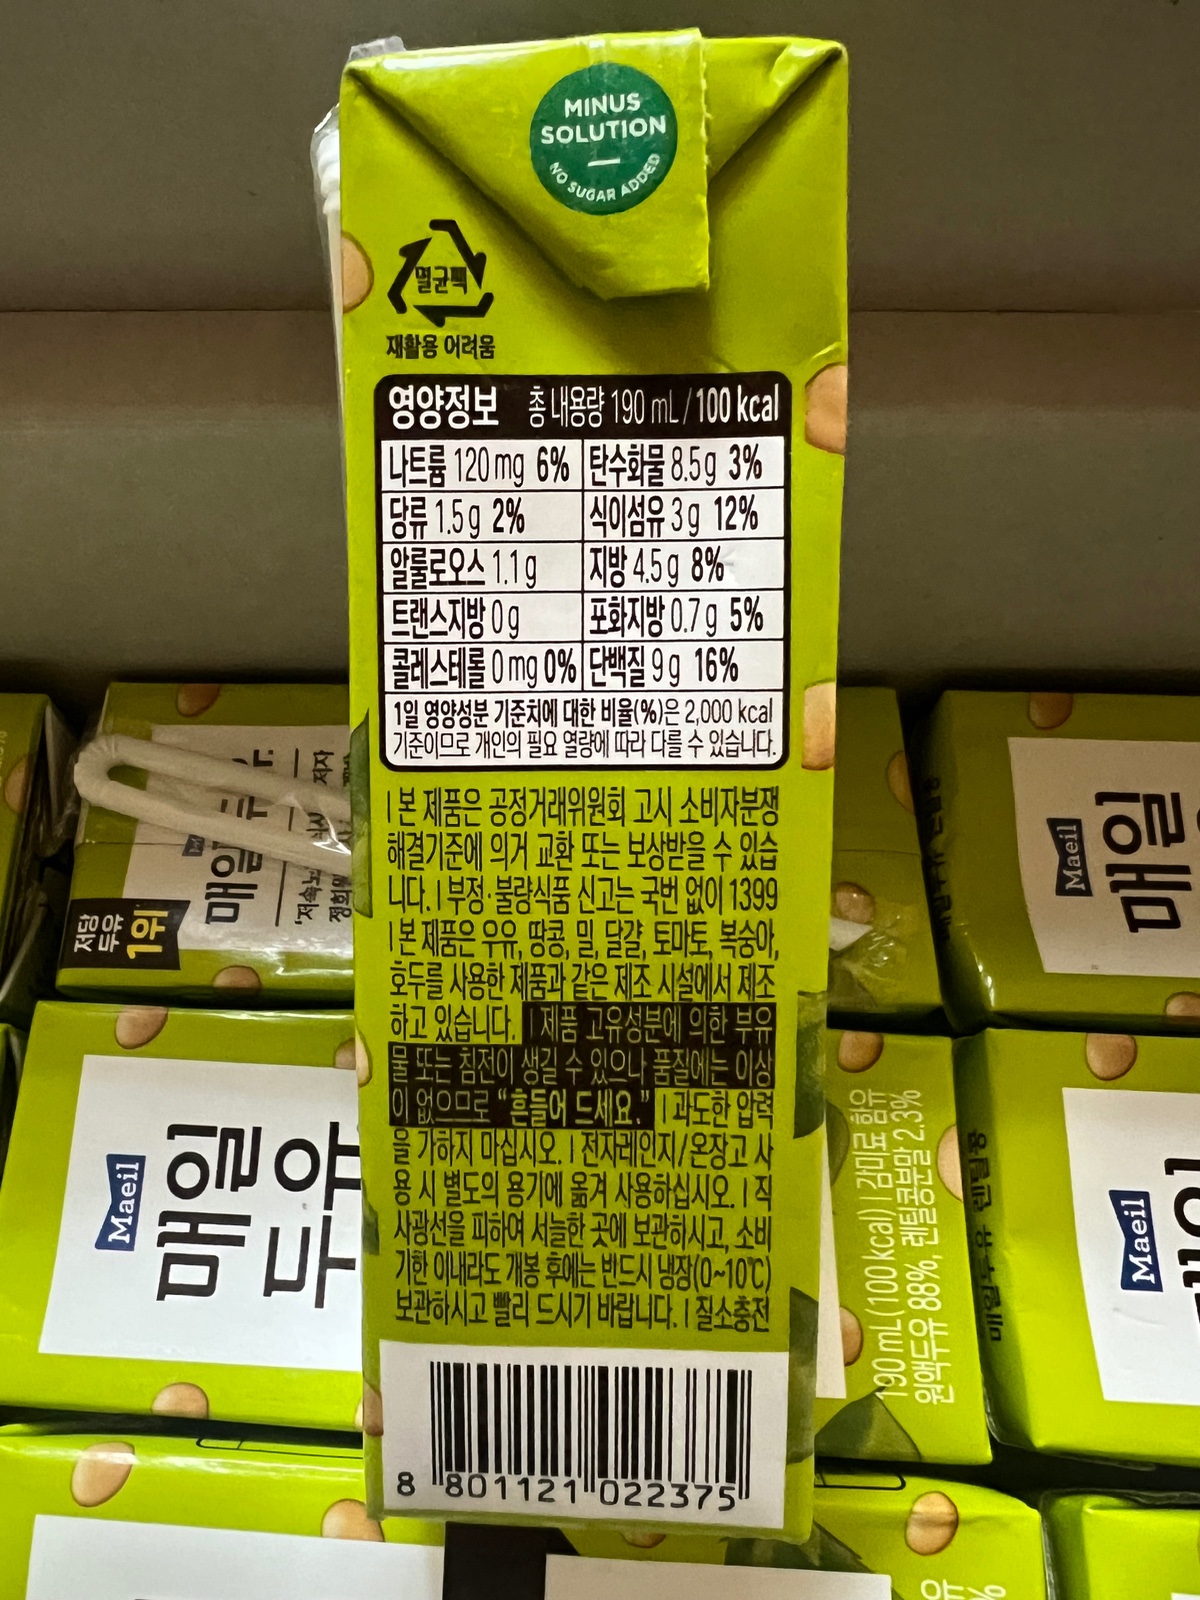 MINUS
SOLUTION
NO SUGAR ADDED
멸균팩
재활용 어려움
영양정보 총 내용량 190 mL / 100 kcal
나트륨 120 mg 6% 탄수화물 8.5 g 3%
당류 1.5 g 2% 식이섬유 3 g 12%
알룰로오스 1.1 g 지방 4.5 g 8%
트랜스지방 0 g 포화지방 0.7 g 5%
콜레스테롤 0 mg 0% 단백질 9 g 16%
1일 영양성분 기준치에 대한 비율(%)은 2,000 kcal
기준이므로 개인의 필요 열량에 따라 다를 수 있습니다.
| 본 제품은 공정거래위원회 고시 소비자분쟁
해결기준에 의거 교환 또는 보상받을 수 있습
니다. | 부정·불량식품 신고는 국번 없이 1399
| 본 제품은 우유, 땅콩, 밀, 달걀, 토마토, 복숭아,
호두를 사용한 제품과 같은 제조 시설에서 제조
하고 있습니다. | 제품 고유성분에 의한 부유
물 또는 침전이 생길 수 있으나 품질에는 이상
이 없으므로 “흔들어 드세요.” | 과도한 압력
을 가하지 마십시오. | 전자레인지/온장고 사
용 시 별도의 용기에 옮겨 사용하십시오. | 직
사광선을 피하여 서늘한 곳에 보관하시고, 소비
기한 이내라도 개봉 후에는 반드시 냉장(0~10℃)
보관하시고 빨리 드시기 바랍니다. | 질소충전
8 801121 022375
저당
두유
1위
Maeil
매일
Maeil
매일
두유
190 mL (100 kcal) | 감미료 함유
원액두유 88%, 렌틸콩분말 2.3%
Maeil
매일
Maeil